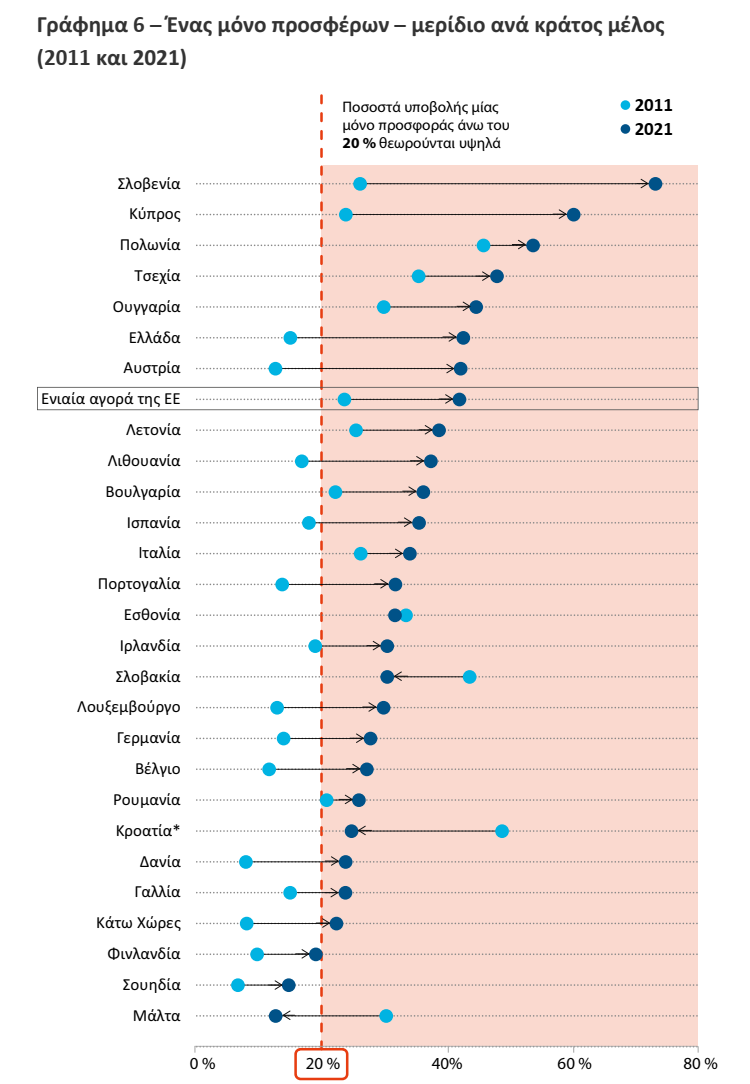 Γράφημα 6 – Ένας μόνο προσφέρων – μερίδιο ανά κράτος μέλος
(2011 και 2021)
Ποσοστά υποβολής μίας
μόνο προσφοράς άνω του
20 % θεωρούνται υψηλά
2011
2021
Σλοβενία
Κύπρος
Πολωνία
Τσεχία
Ουγγαρία
Ελλάδα
Αυστρία
Ενιαία αγορά της ΕΕ
Λετονία
Λιθουανία
Βουλγαρία
Ισπανία
Ιταλία
Πορτογαλία
Εσθονία
Ιρλανδία
Σλοβακία
Λουξεμβούργο
Γερμανία
Βέλγιο
Ρουμανία
Κροατία*
Δανία
Γαλλία
Κάτω Χώρες
Φινλανδία
Σουηδία
Μάλτα
0 % 20 % 40% 60 % 80 %